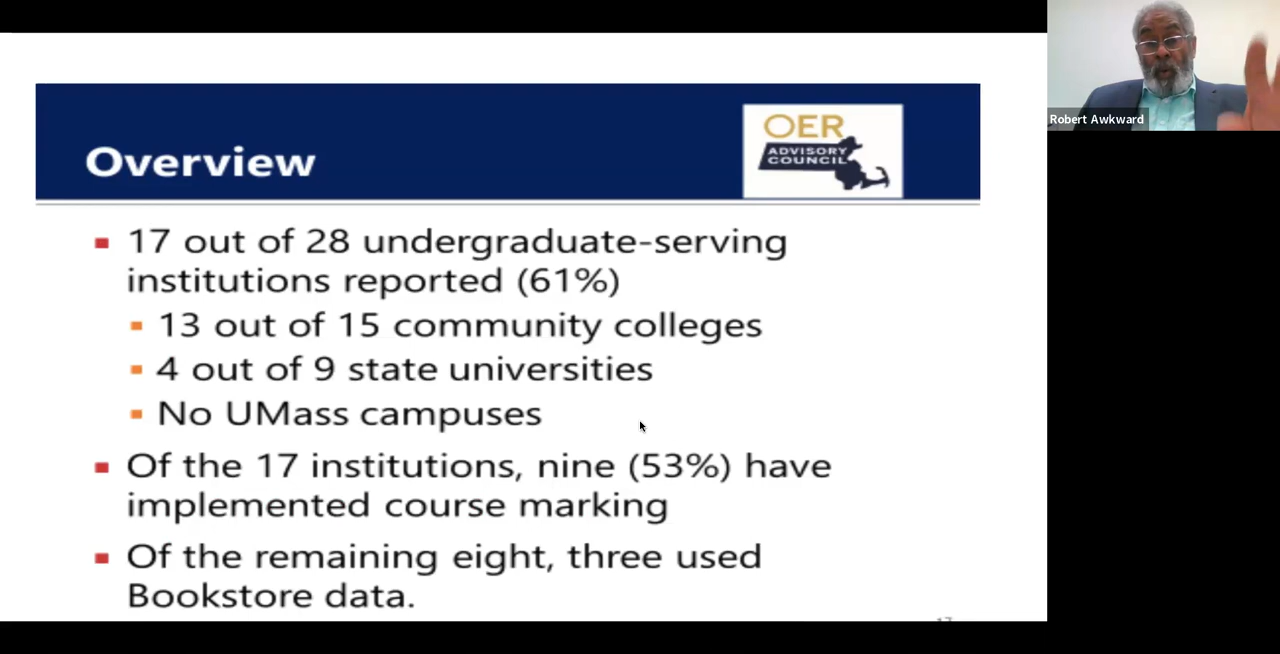 Overview
OER
ADVISORY
COUNCIL
Robert Awkward
17 out of 28 undergraduate-serving
institutions reported (61%)
13 out of 15 community colleges
4 out of 9 state universities
No UMass campuses
Of the 17 institutions, nine (53%) have
implemented course marking
Of the remaining eight, three used
Bookstore data.